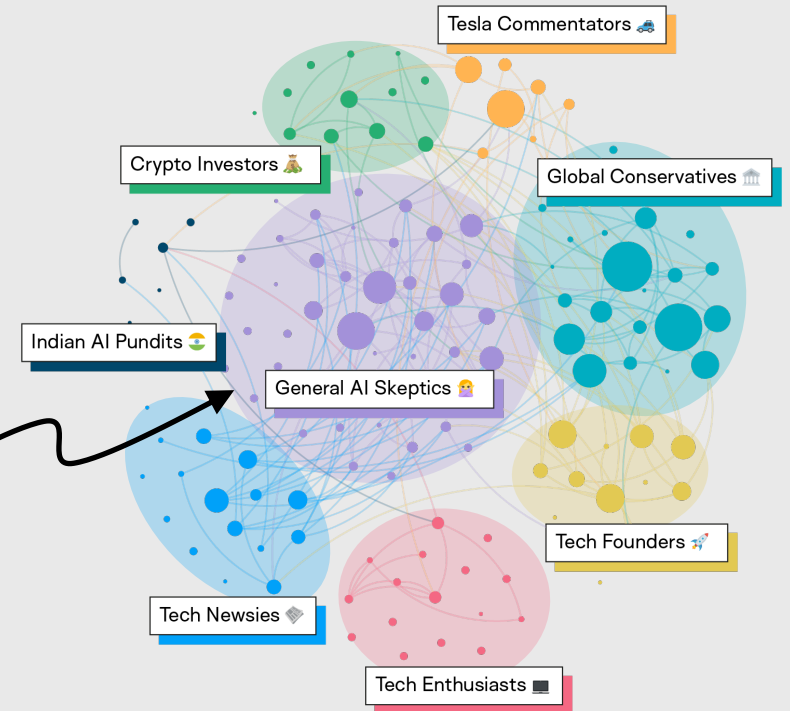 Tesla Commentators 🚙
Crypto Investors 💰
Global Conservatives 🏛️
Indian AI Pundits 🇮🇳
General AI Skeptics 🙅‍♀️
Tech Founders 🚀
Tech Newsies 🗞️
Tech Enthusiasts 💻